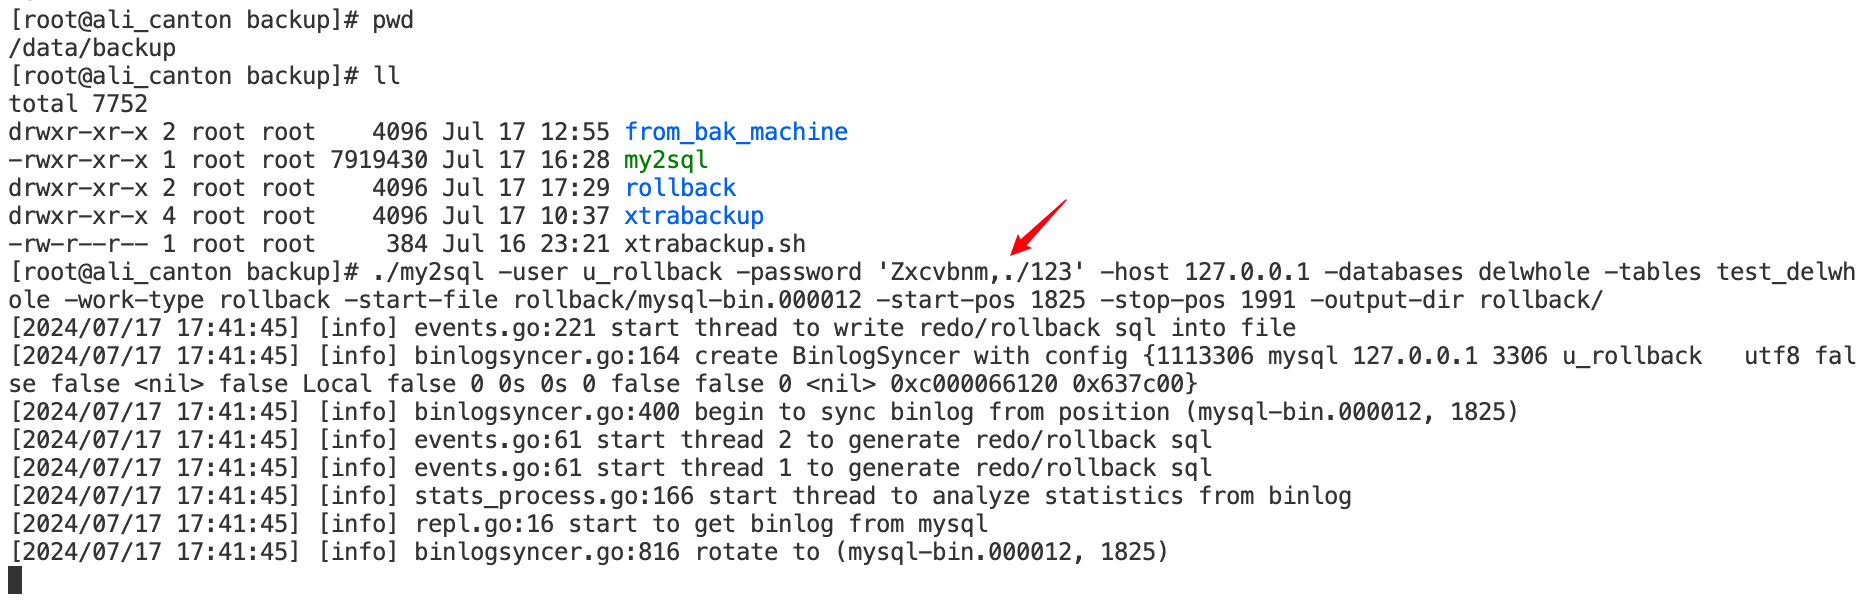 [root@ali_canton backup]# pwd
/data/backup
[root@ali_canton backup]# ll
total 7752
drwxr-xr-x 2 root root    4096 Jul 17 12:55 from_bak_machine
-rwxr-xr-x 1 root root 7919430 Jul 17 16:28 my2sql
drwxr-xr-x 2 root root    4096 Jul 17 17:29 rollback
drwxr-xr-x 4 root root    4096 Jul 17 10:37 xtrabackup
-rw-r--r-- 1 root root     384 Jul 16 23:21 xtrabackup.sh
[root@ali_canton backup]# ./my2sql -user u_rollback -password 'Zxcvbnm,./123' -host 127.0.0.1 -databases delwhole -tables test_delwh
ole -work-type rollback -start-file rollback/mysql-bin.000012 -start-pos 1825 -stop-pos 1991 -output-dir rollback/
[2024/07/17 17:41:45] [info] events.go:221 start thread to write redo/rollback sql into file
[2024/07/17 17:41:45] [info] binlogsyncer.go:164 create BinlogSyncer with config {1113306 mysql 127.0.0.1 3306 u_rollback   utf8 fal
se false <nil> false Local false 0 0s 0s 0 false false 0 <nil> 0xc000066120 0x637c00}
[2024/07/17 17:41:45] [info] binlogsyncer.go:400 begin to sync binlog from position (mysql-bin.000012, 1825)
[2024/07/17 17:41:45] [info] events.go:61 start thread 2 to generate redo/rollback sql
[2024/07/17 17:41:45] [info] events.go:61 start thread 1 to generate redo/rollback sql
[2024/07/17 17:41:45] [info] stats_process.go:166 start thread to analyze statistics from binlog
[2024/07/17 17:41:45] [info] repl.go:16 start to get binlog from mysql
[2024/07/17 17:41:45] [info] binlogsyncer.go:816 rotate to (mysql-bin.000012, 1825)